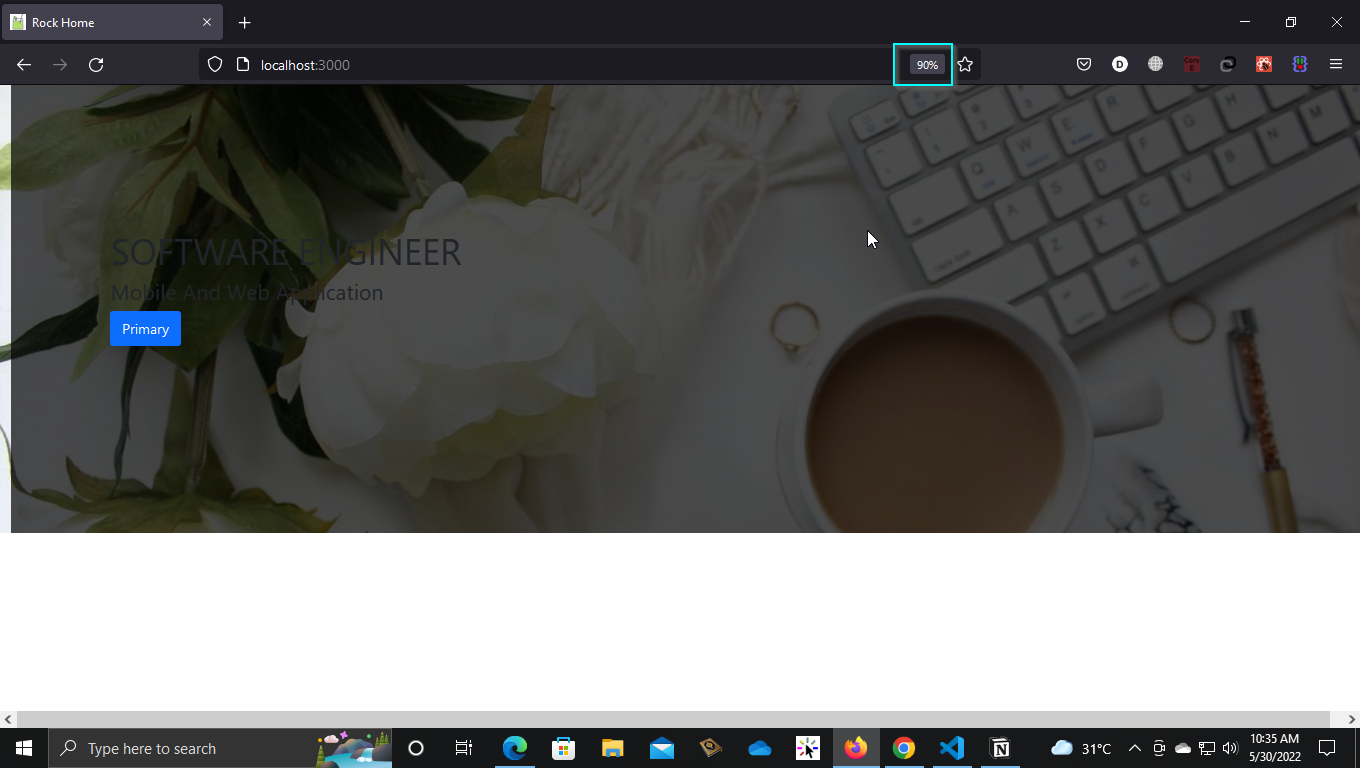 Rock Home
localhost:3000
90%
SOFTWARE ENGINEER
Mobile And Web Application
Primary
Type here to search
31°C
10:35 AM
5/30/2022